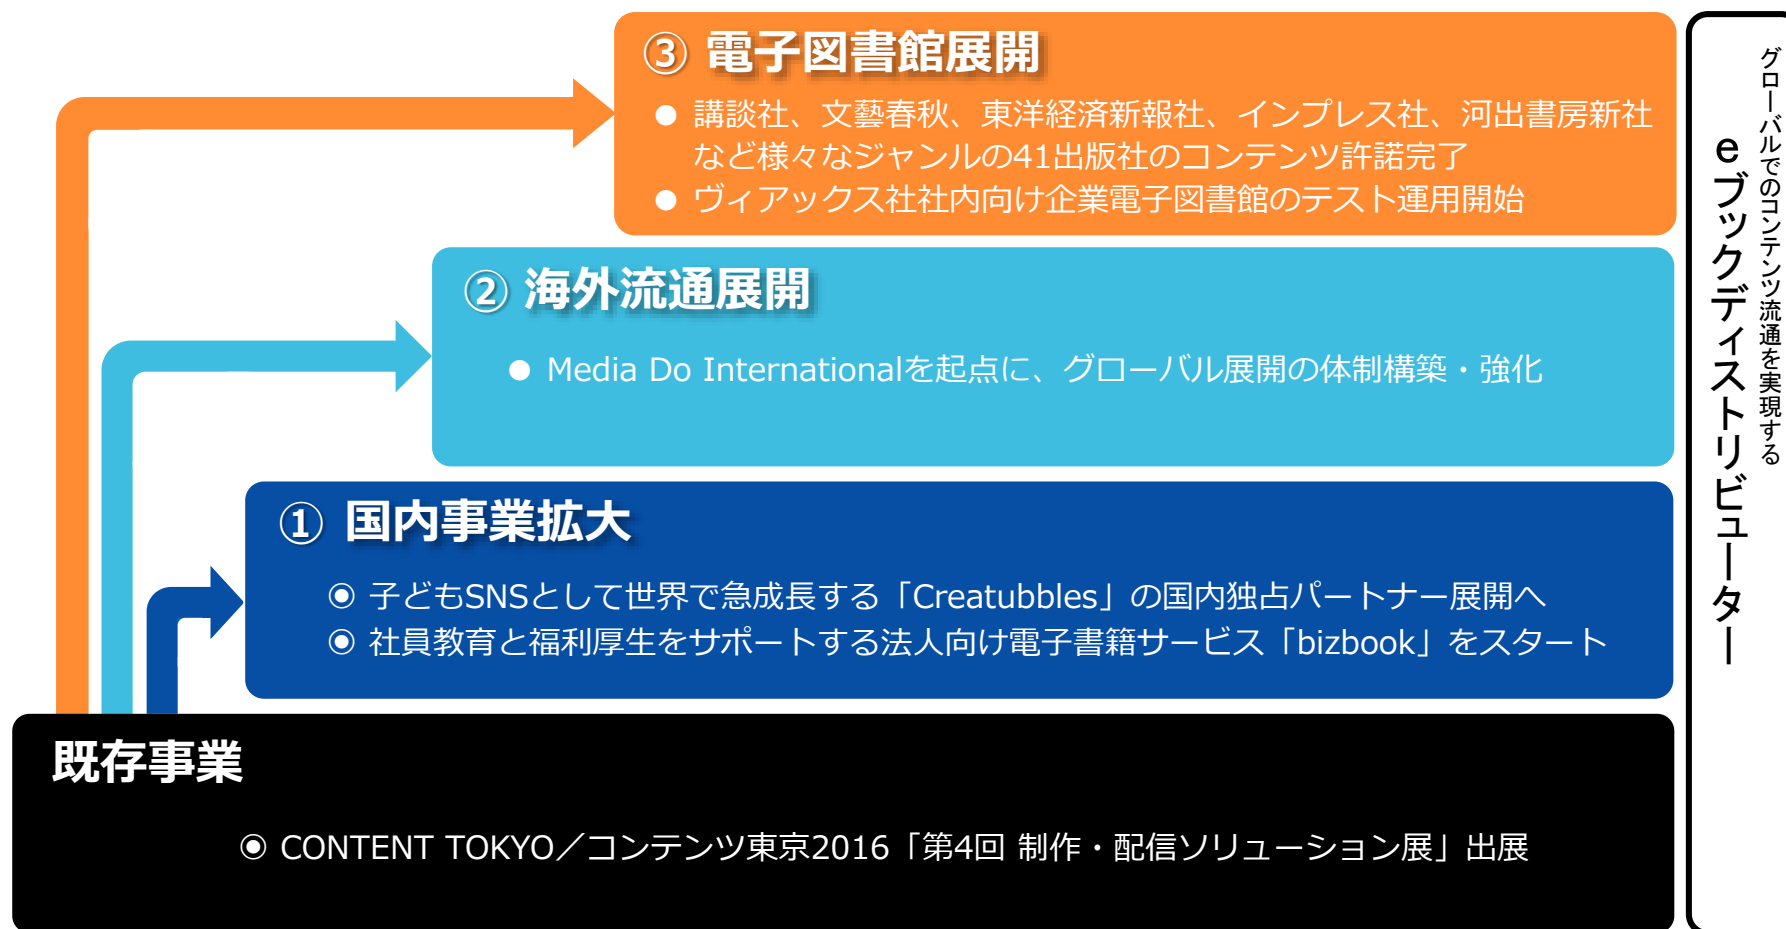 ③ 電子図書館展開
● 講談社、文藝春秋、東洋経済新報社、インプレス社、河出書房新社
など様々なジャンルの41出版社のコンテンツ許諾完了
● ヴィアックス社社内向け企業電子図書館のテスト運用開始
② 海外流通展開
● Media Do Internationalを起点に、グローバル展開の体制構築・強化
① 国内事業拡大
◉ 子どもSNSとして世界で急成長する「Creatubbles」の国内独占パートナー展開へ
◉ 社員教育と福利厚生をサポートする法人向け電子書籍サービス「bizbook」をスタート
既存事業
◉ CONTENT TOKYO／コンテンツ東京2016「第4回 制作・配信ソリューション展」出展
グローバルでのコンテンツ流通を実現する
eブックディストリビューター